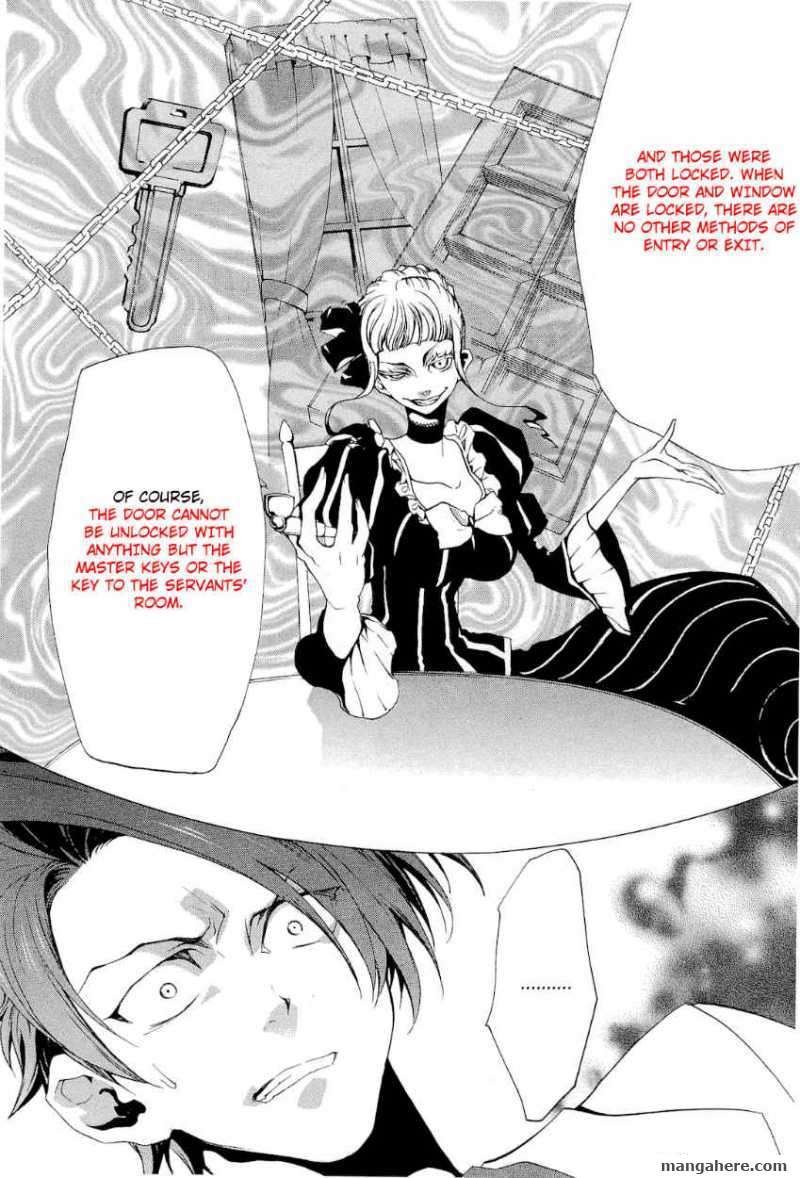 AND THOSE WERE
BOTH LOCKED. WHEN
THE DOOR AND WINDOW
ARE LOCKED, THERE ARE
NO OTHER METHODS OF
ENTRY OR EXIT.
OF COURSE,
THE DOOR CANNOT
BE UNLOCKED WITH
ANYTHING BUT THE
MASTER KEYS OR THE
KEY TO THE SERVANTS'
ROOM.
..........
mangahere.com